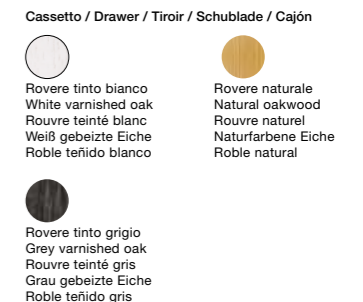 Cassetto / Drawer / Tiroir / Schublade / Cajón
Rovere tinto bianco
White varnished oak
Rouvre teinté blanc
Weiß gebeizte Eiche
Roble teñido blanco
Rovere naturale
Natural oakwood
Rouvre naturel
Naturfarbene Eiche
Roble natural
Rovere tinto grigio
Grey varnished oak
Rouvre teinté gris
Grau gebeizte Eiche
Roble teñido gris